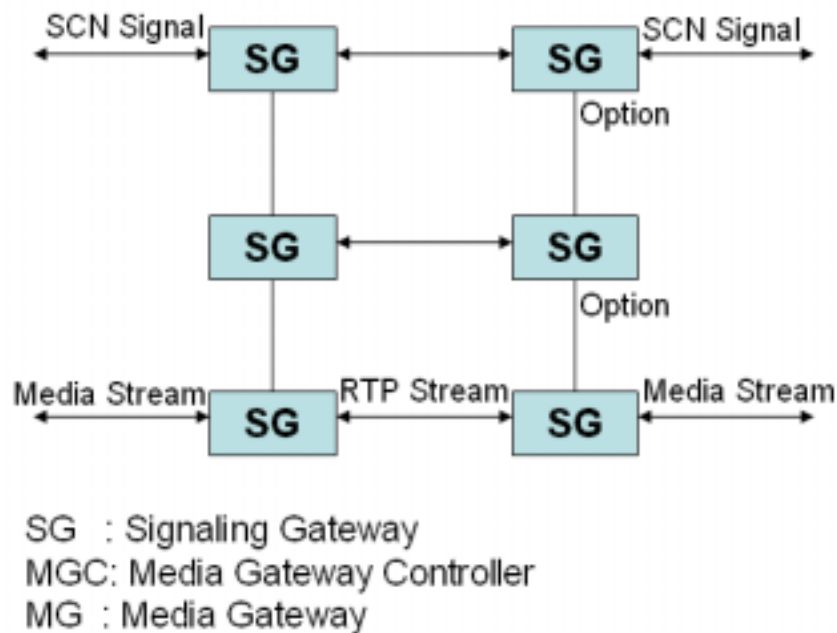 SCN Signal
SG
SG
SCN Signal
Option
SG
SG
Option
Media Stream
SG
RTP Stream
SG
Media Stream
SG : Signaling Gateway
MGC: Media Gateway Controller
MG : Media Gateway